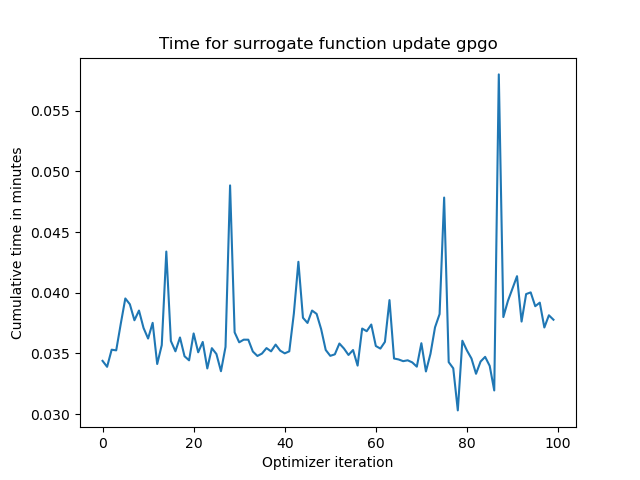 Time for surrogate function update gpgo
Cumulative time in minutes
0.055
0.050
0.045
0.040
0.035
0.030
0 20 40 60 80 100
Optimizer iteration